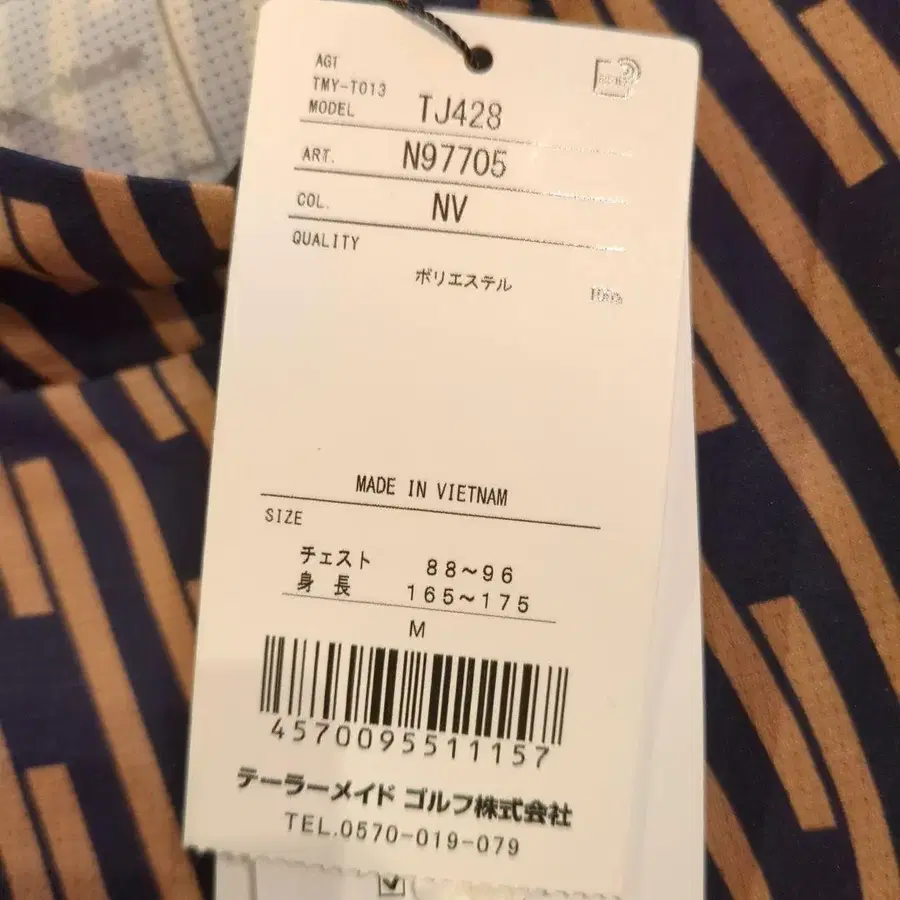 AGT
TMY-T013
MODEL TJ428
ART. N97705
COL. NV
QUALITY
ポリエステル 100%
MADE IN VIETNAM
SIZE
チェスト 88～96
身長 165～175
M
4570095511157
テーラーメイド ゴルフ株式会社
TEL.0570-019-079